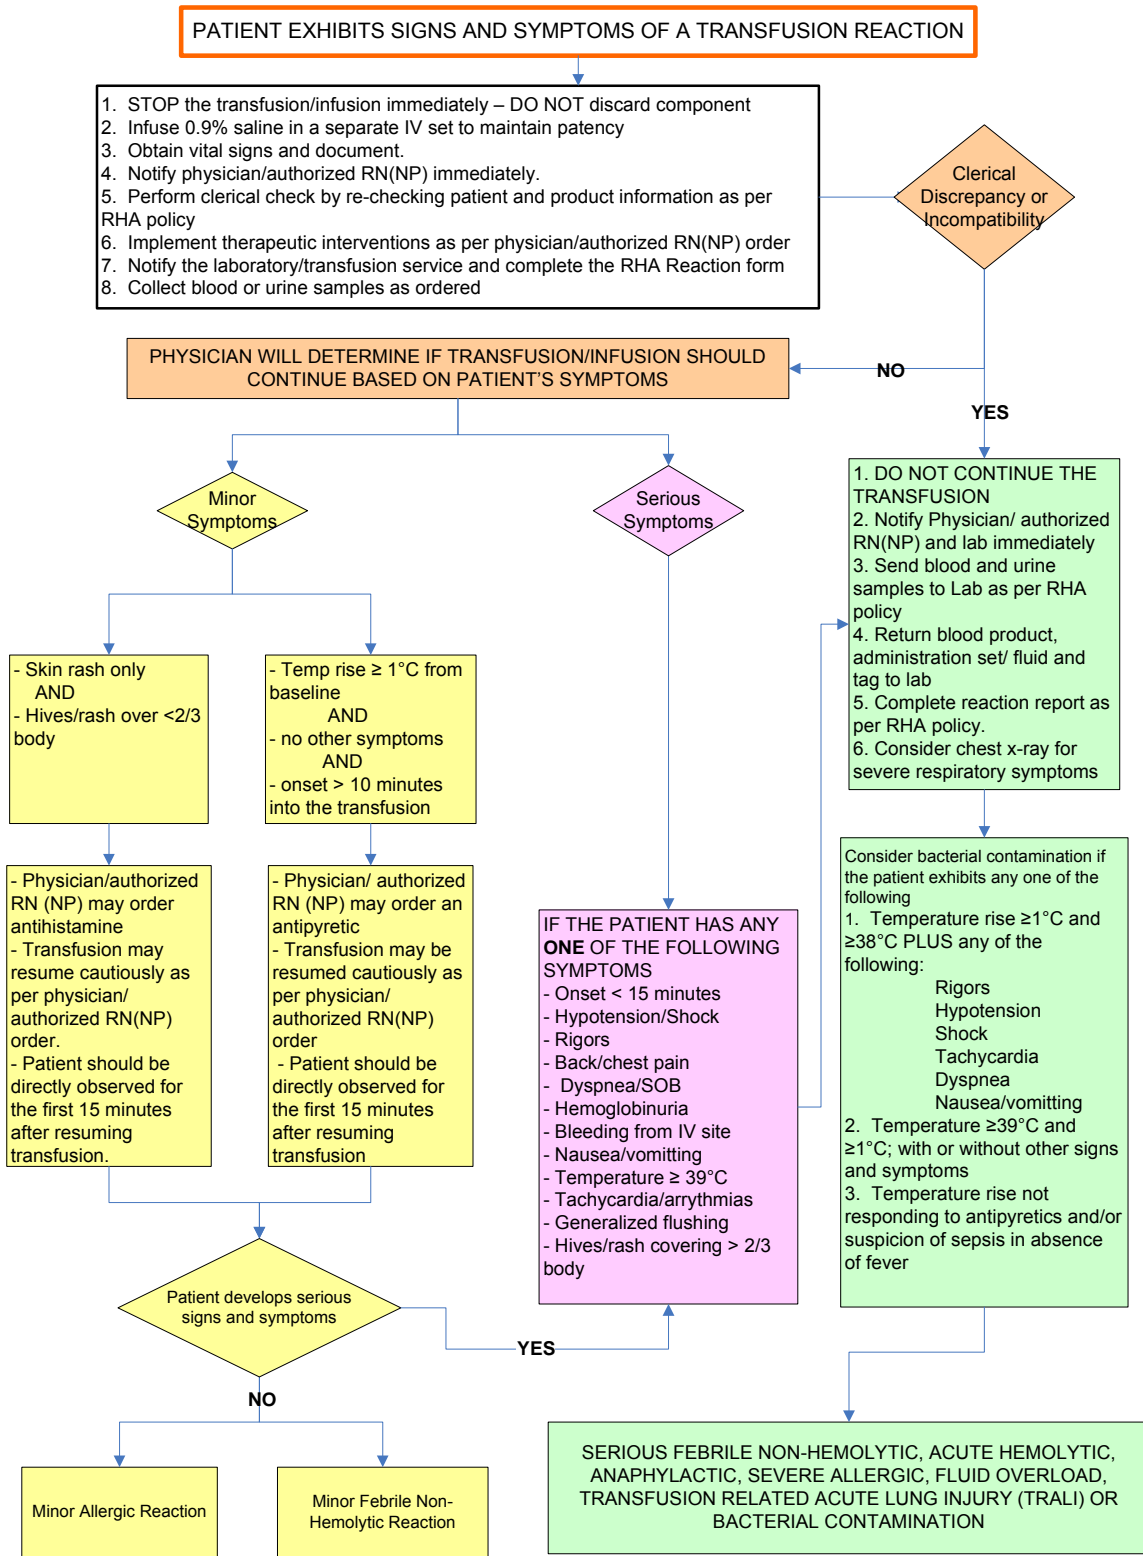 PATIENT EXHIBITS SIGNS AND SYMPTOMS OF A TRANSFUSION REACTION
1. STOP the transfusion/infusion immediately – DO NOT discard component
2. Infuse 0.9% saline in a separate IV set to maintain patency
3. Obtain vital signs and document.
4. Notify physician/authorized RN(NP) immediately.
5. Perform clerical check by re-checking patient and product information as per
RHA policy
6. Implement therapeutic interventions as per physician/authorized RN(NP) order
7. Notify the laboratory/transfusion service and complete the RHA Reaction form
8. Collect blood or urine samples as ordered
Clerical
Discrepancy or
Incompatibility
PHYSICIAN WILL DETERMINE IF TRANSFUSION/INFUSION SHOULD
CONTINUE BASED ON PATIENT'S SYMPTOMS
NO
YES
Minor
Symptoms
Serious
Symptoms
1. DO NOT CONTINUE THE
TRANSFUSION
2. Notify Physician/ authorized
RN(NP) and lab immediately
3. Send blood and urine
samples to Lab as per RHA
policy
4. Return blood product,
administration set/ fluid and
tag to lab
5. Complete reaction report as
per RHA policy.
6. Consider chest x-ray for
severe respiratory symptoms
- Skin rash only
AND
- Hives/rash over <2/3
body
- Temp rise ≥ 1°C from
baseline
AND
- no other symptoms
AND
- onset > 10 minutes
into the transfusion
- Physician/authorized
RN (NP) may order
antihistamine
- Transfusion may
resume cautiously as
per physician/
authorized RN(NP)
order.
- Patient should be
directly observed for
the first 15 minutes
after resuming
transfusion.
- Physician/ authorized
RN (NP) may order an
antipyretic
- Transfusion may be
resumed cautiously as
per physician/
authorized RN(NP)
order
- Patient should be
directly observed for
the first 15 minutes
after resuming
transfusion
IF THE PATIENT HAS ANY
ONE OF THE FOLLOWING
SYMPTOMS
- Onset < 15 minutes
- Hypotension/Shock
- Rigors
- Back/chest pain
- Dyspnea/SOB
- Hemoglobinuria
- Bleeding from IV site
- Nausea/vomitting
- Temperature ≥ 39°C
- Tachycardia/arrythmias
- Generalized flushing
- Hives/rash covering > 2/3
body
Consider bacterial contamination if
the patient exhibits any one of the
following
1. Temperature rise ≥1°C and
≥38°C PLUS any of the
following:
Rigors
Hypotension
Shock
Tachycardia
Dyspnea
Nausea/vomitting
2. Temperature ≥39°C and
≥1°C; with or without other signs
and symptoms
3. Temperature rise not
responding to antipyretics and/or
suspicion of sepsis in absence
of fever
Patient develops serious
signs and symptoms
YES
NO
Minor Allergic Reaction
Minor Febrile Non-
Hemolytic Reaction
SERIOUS FEBRILE NON-HEMOLYTIC, ACUTE HEMOLYTIC,
ANAPHYLACTIC, SEVERE ALLERGIC, FLUID OVERLOAD,
TRANSFUSION RELATED ACUTE LUNG INJURY (TRALI) OR
BACTERIAL CONTAMINATION